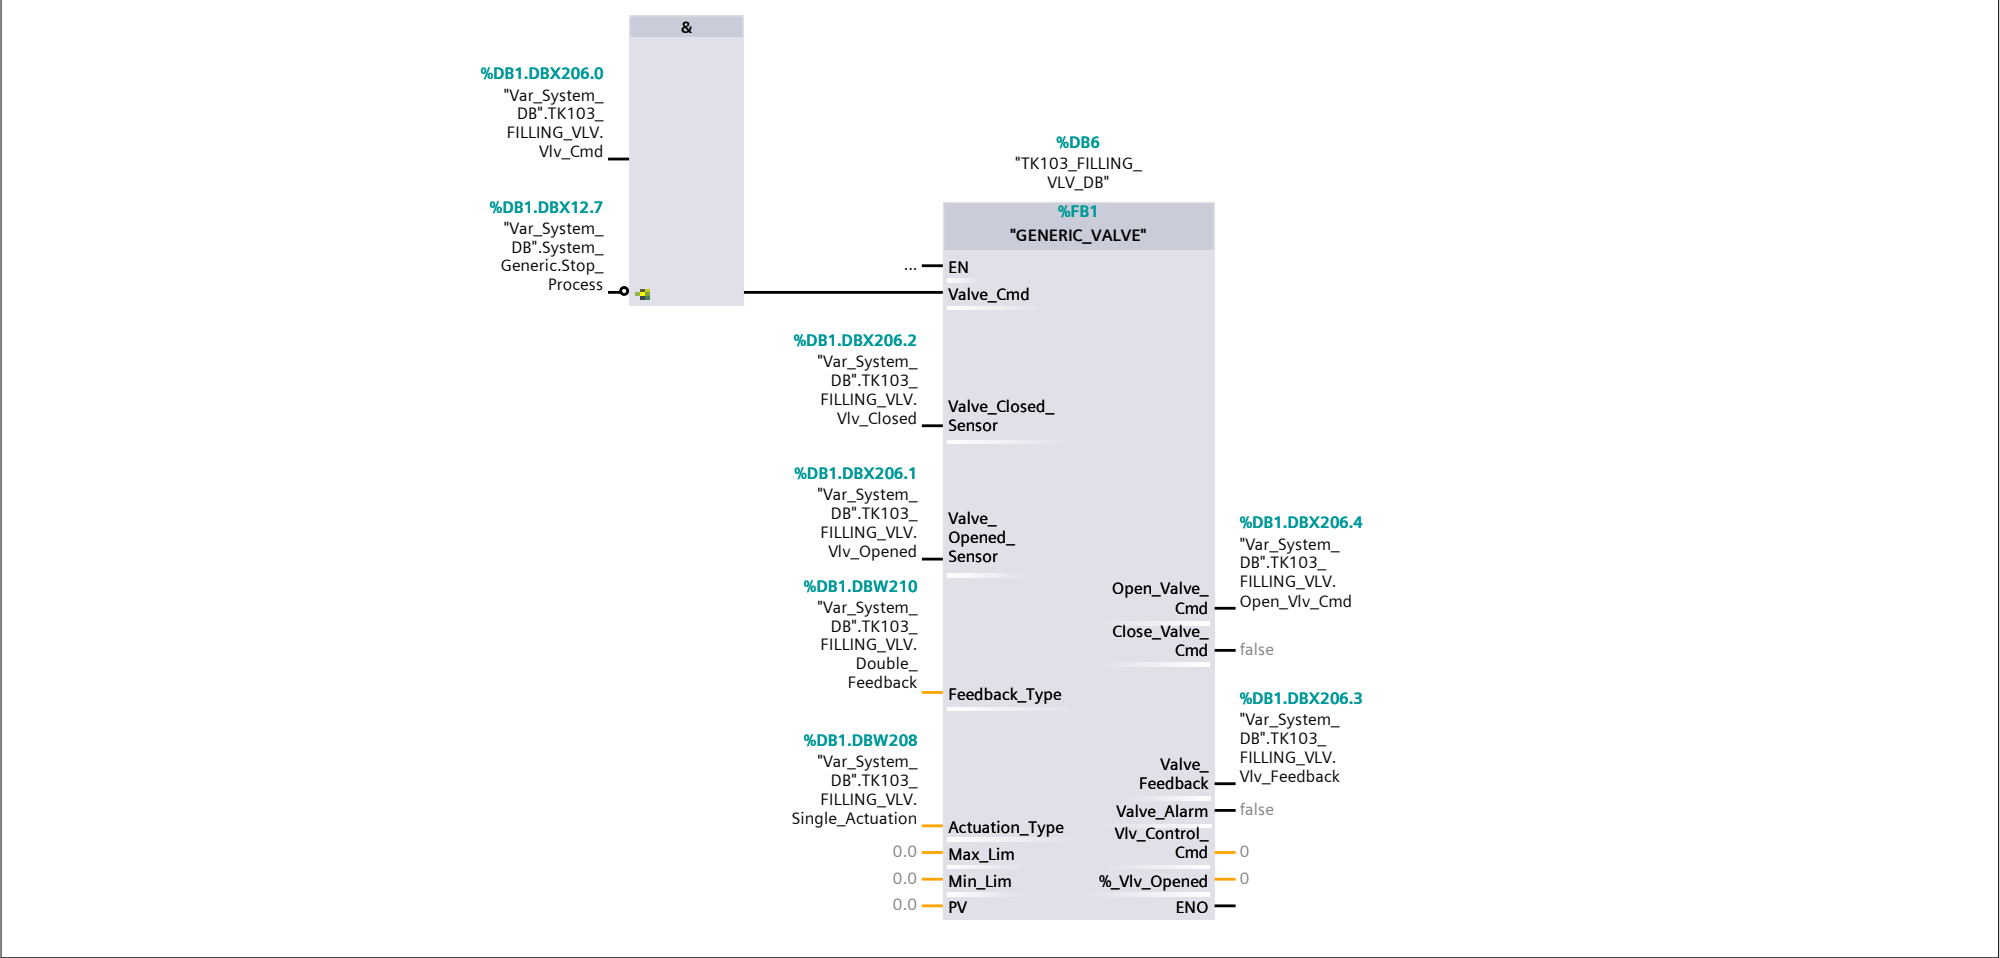 &
%DB1.DBX206.0
"Var_System_
DB".TK103_
FILLING_VLV.
Vlv_Cmd
%DB1.DBX12.7
"Var_System_
DB".System_
Generic.Stop_
Process
%DB6
"TK103_FILLING_
VLV_DB"
%FB1
"GENERIC_VALVE"
... EN
Valve_Cmd
%DB1.DBX206.2
"Var_System_
DB".TK103_
FILLING_VLV.
Vlv_Closed
Valve_Closed_
Sensor
%DB1.DBX206.1
"Var_System_
DB".TK103_
FILLING_VLV.
Vlv_Opened
Valve_
Opened_
Sensor
%DB1.DBW210
"Var_System_
DB".TK103_
FILLING_VLV.
Double_
Feedback
Feedback_Type
%DB1.DBW208
"Var_System_
DB".TK103_
FILLING_VLV.
Single_Actuation
Actuation_Type
0.0 Max_Lim
0.0 Min_Lim
0.0 PV
Open_Valve_
Cmd
%DB1.DBX206.4
"Var_System_
DB".TK103_
FILLING_VLV.
Open_Vlv_Cmd
Close_Valve_
Cmd false
Valve_
Feedback
%DB1.DBX206.3
"Var_System_
DB".TK103_
FILLING_VLV.
Vlv_Feedback
Valve_Alarm false
Vlv_Control_
Cmd 0
%_Vlv_Opened 0
ENO